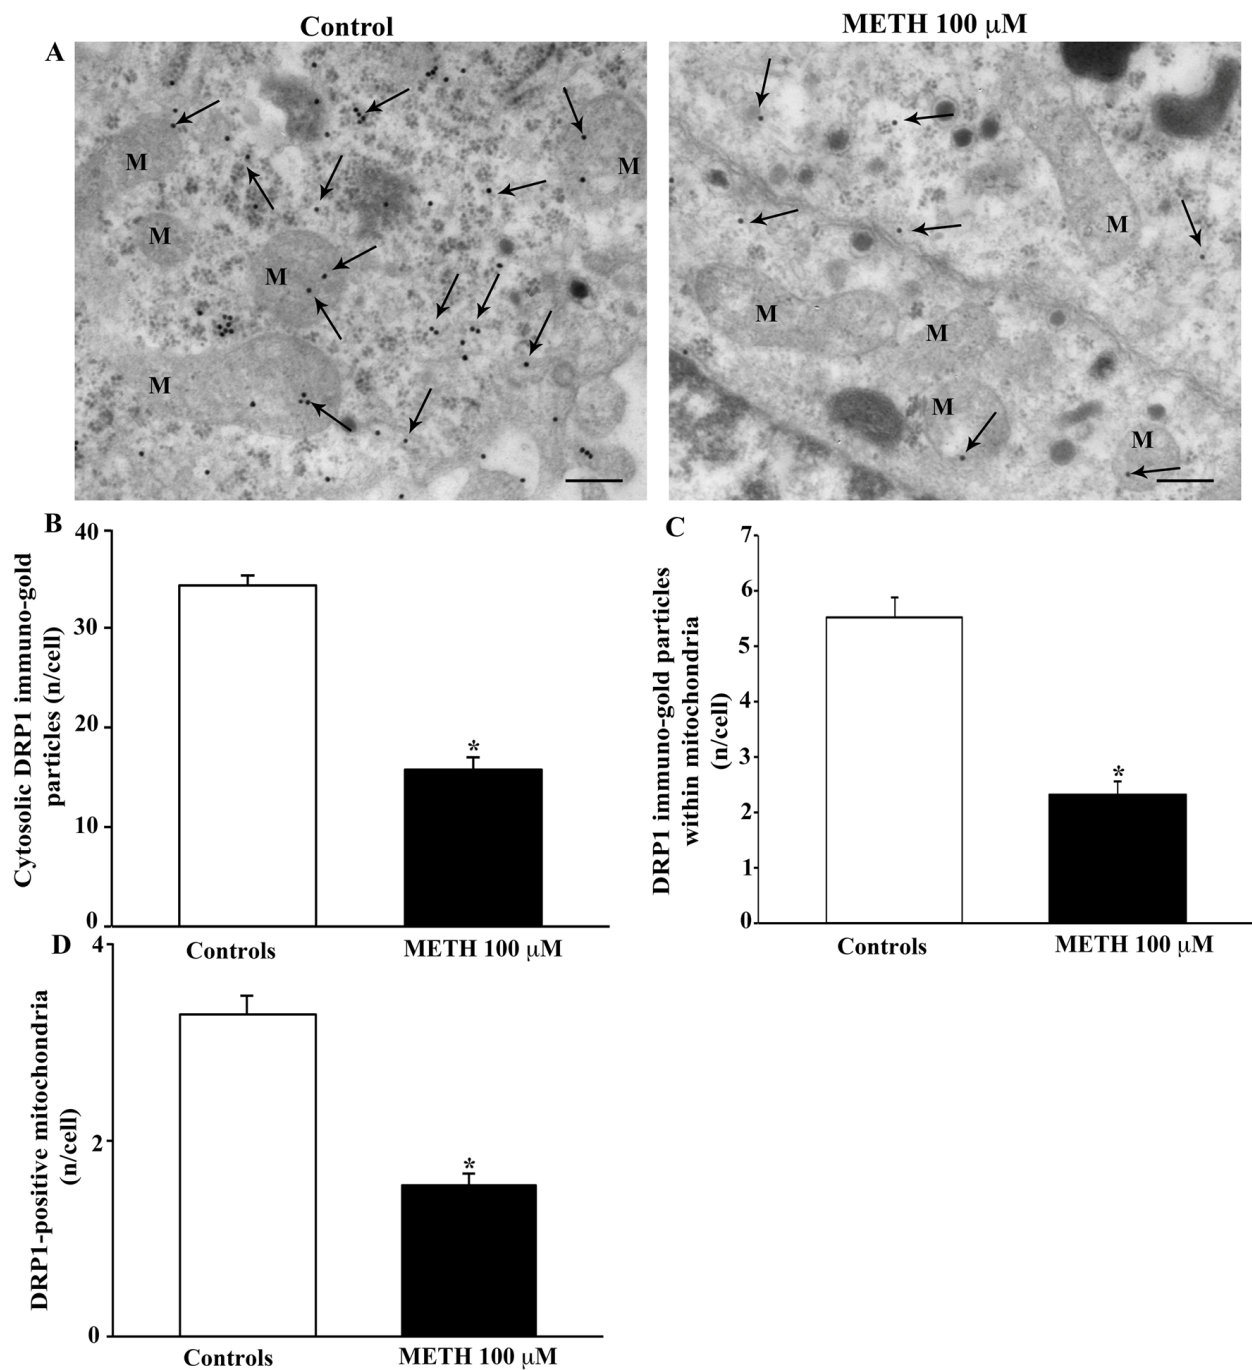 Control
METH 100 μM
A
M
M
M
M
M
M
M
M
M
M
B
40
30
20
10
0
Cytosolic DRP1 immuno-gold
particles (n/cell)
*
Controls
METH 100 μM
C
7
6
5
4
3
2
1
0
DRP1 immuno-gold particles
within mitochondria
(n/cell)
*
Controls
METH 100 μM
D
4
2
0
DRP1-positive mitochondria
(n/cell)
*
Controls
METH 100 μM